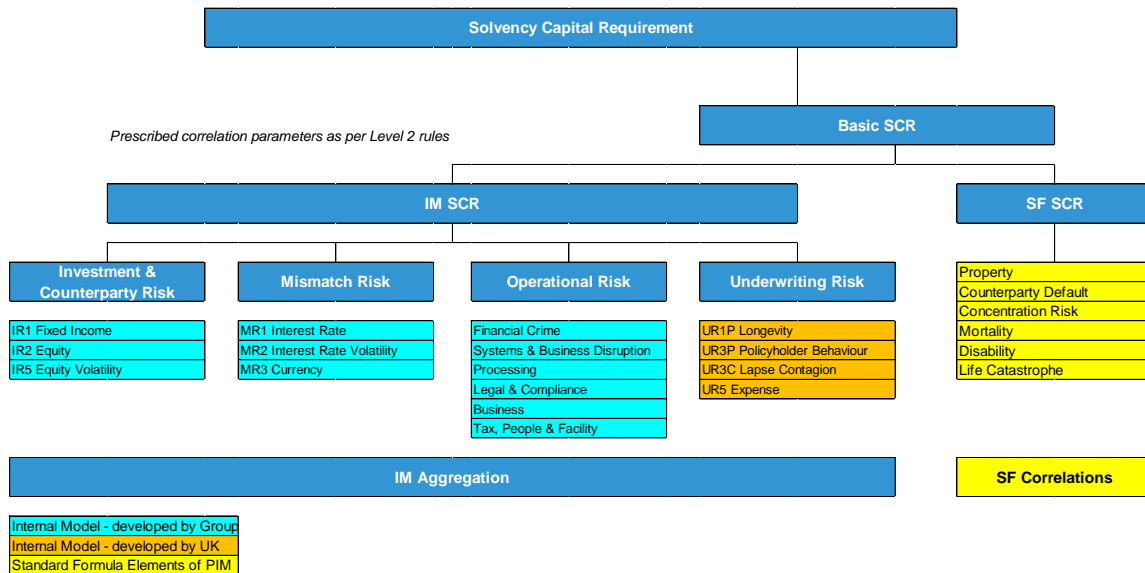 Solvency Capital Requirement
Prescribed correlation parameters as per Level 2 rules
Basic SCR
IM SCR
SF SCR
Investment &
Counterparty Risk
Mismatch Risk
Operational Risk
Underwriting Risk
IR1 Fixed Income
IR2 Equity
IR5 Equity Volatility
MR1 Interest Rate
MR2 Interest Rate Volatility
MR3 Currency
Financial Crime
Systems & Business Disruption
Processing
Legal & Compliance
Business
Tax, People & Facility
UR1P Longevity
UR3P Policyholder Behaviour
UR3C Lapse Contagion
UR5 Expense
Property
Counterparty Default
Concentration Risk
Mortality
Disability
Life Catastrophe
IM Aggregation
SF Correlations
Internal Model - developed by Group
Internal Model - developed by UK
Standard Formula Elements of PIM